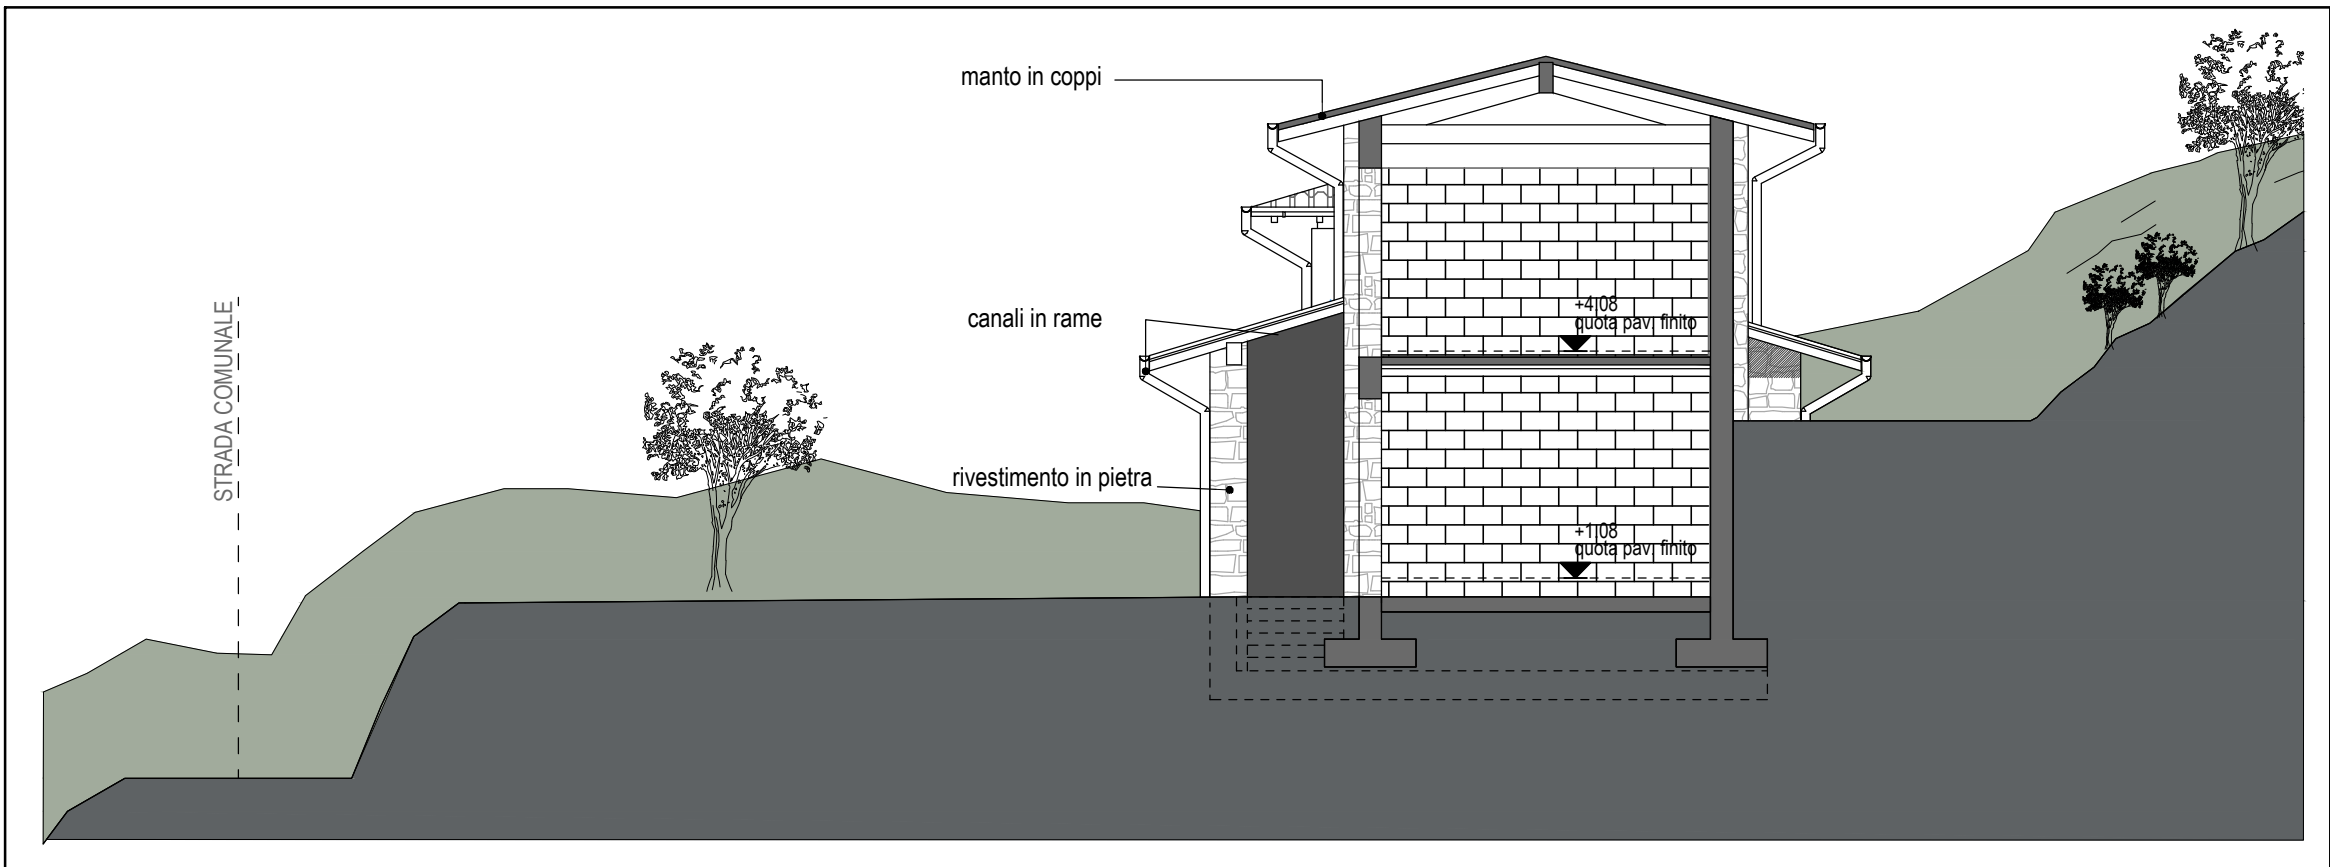 manto in coppi
canali in rame
STRADA COMUNALE
rivestimento in pietra
+4.08
quota pav. finito
+1.08
quota pav. finito